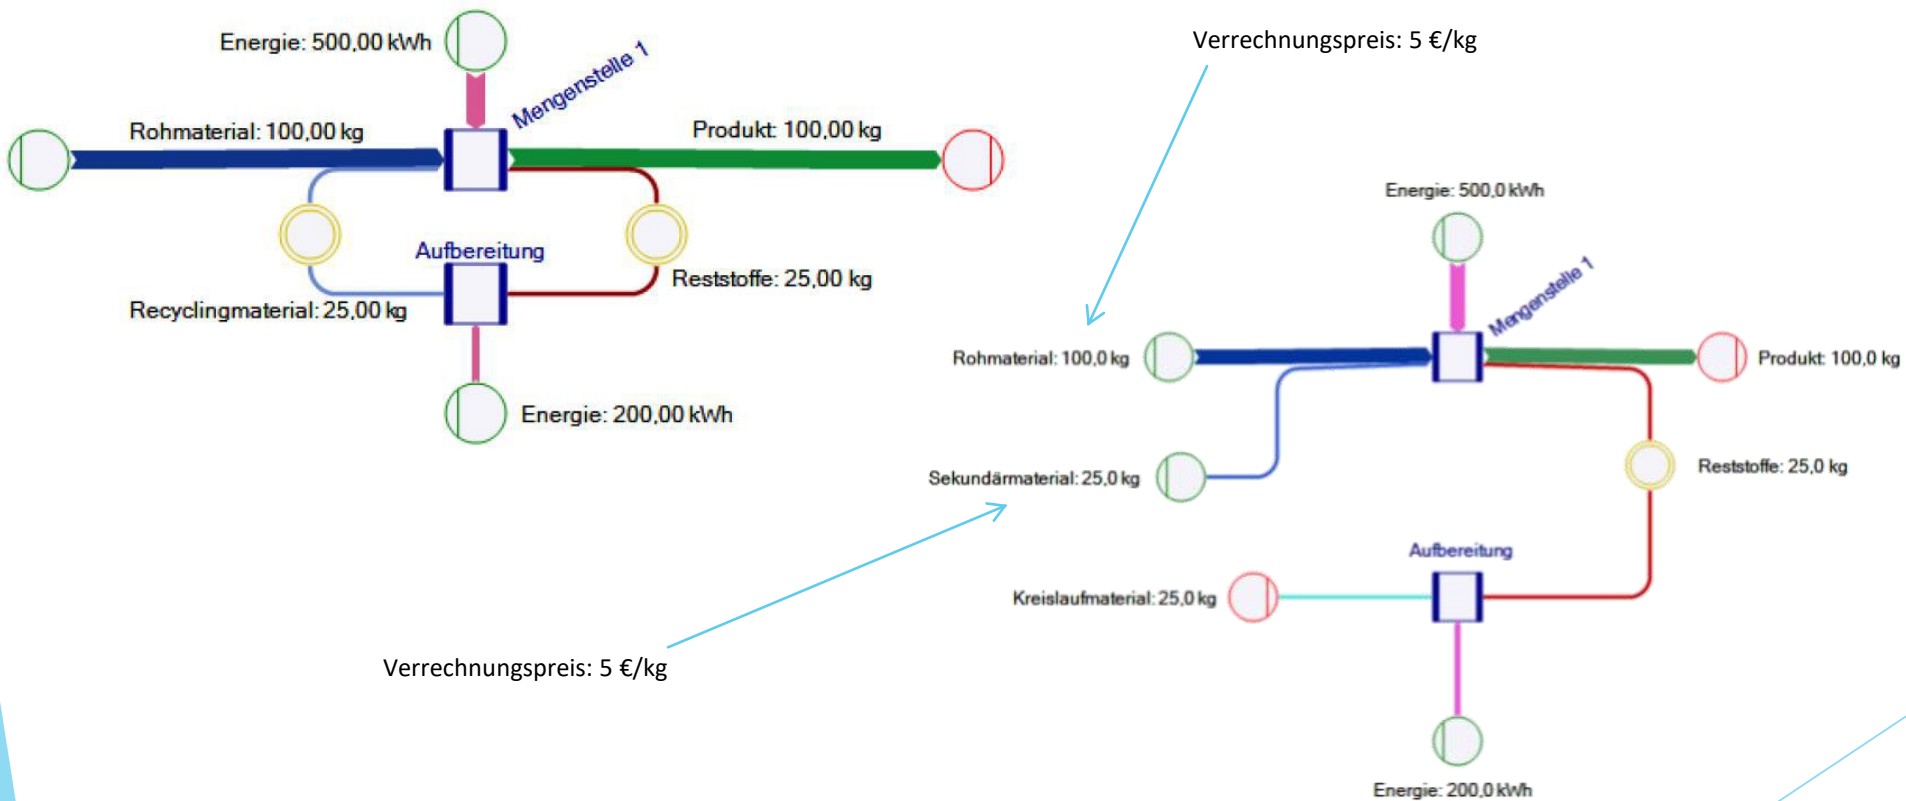 Energie: 500,00 kWh
Mengenstelle 1
Rohmaterial: 100,00 kg
Produkt: 100,00 kg
Aufbereitung
Reststoffe: 25,00 kg
Recyclingmaterial: 25,00 kg
Energie: 200,00 kWh
Verrechnungspreis: 5 €/kg
Energie: 500,0 kWh
Mengenstelle 1
Rohmaterial: 100,0 kg
Produkt: 100,0 kg
Sekundärmaterial: 25,0 kg
Reststoffe: 25,0 kg
Aufbereitung
Kreislaufmaterial: 25,0 kg
Verrechnungspreis: 5 €/kg
Energie: 200,0 kWh